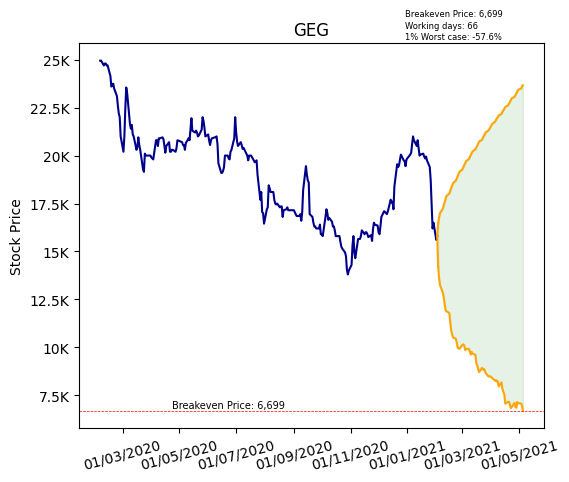 Breakeven Price: 6,699
Working days: 66
1% Worst case: -57.6%
GEG
Stock Price
25K
22.5K
20K
17.5K
15K
12.5K
10K
7.5K
Breakeven Price: 6,699
01/03/2020
01/05/2020
01/07/2020
01/09/2020
01/11/2020
01/01/2021
01/03/2021
01/05/2021